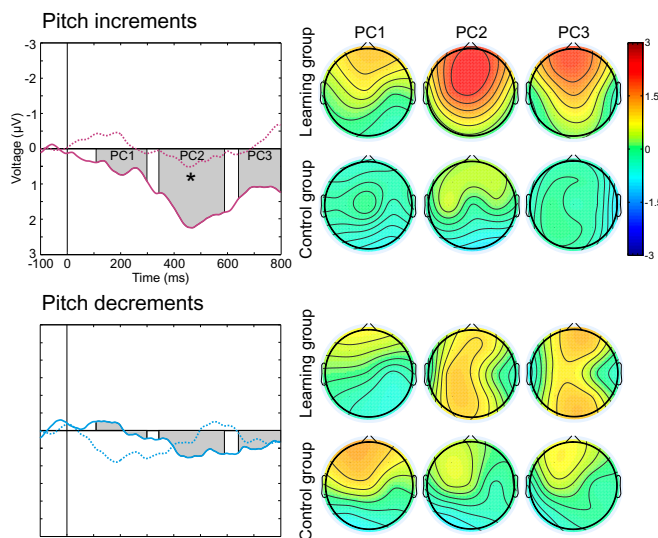 Pitch increments
PC1 PC2 PC3
-3
-2
-1
0
1
2
3
Voltage (µV)
PC1 PC2 PC3
*
-100 0 200 400 600 800
Time (ms)
Learning group
Control group
3
1.5
0
-1.5
-3
Pitch decrements
Learning group
Control group